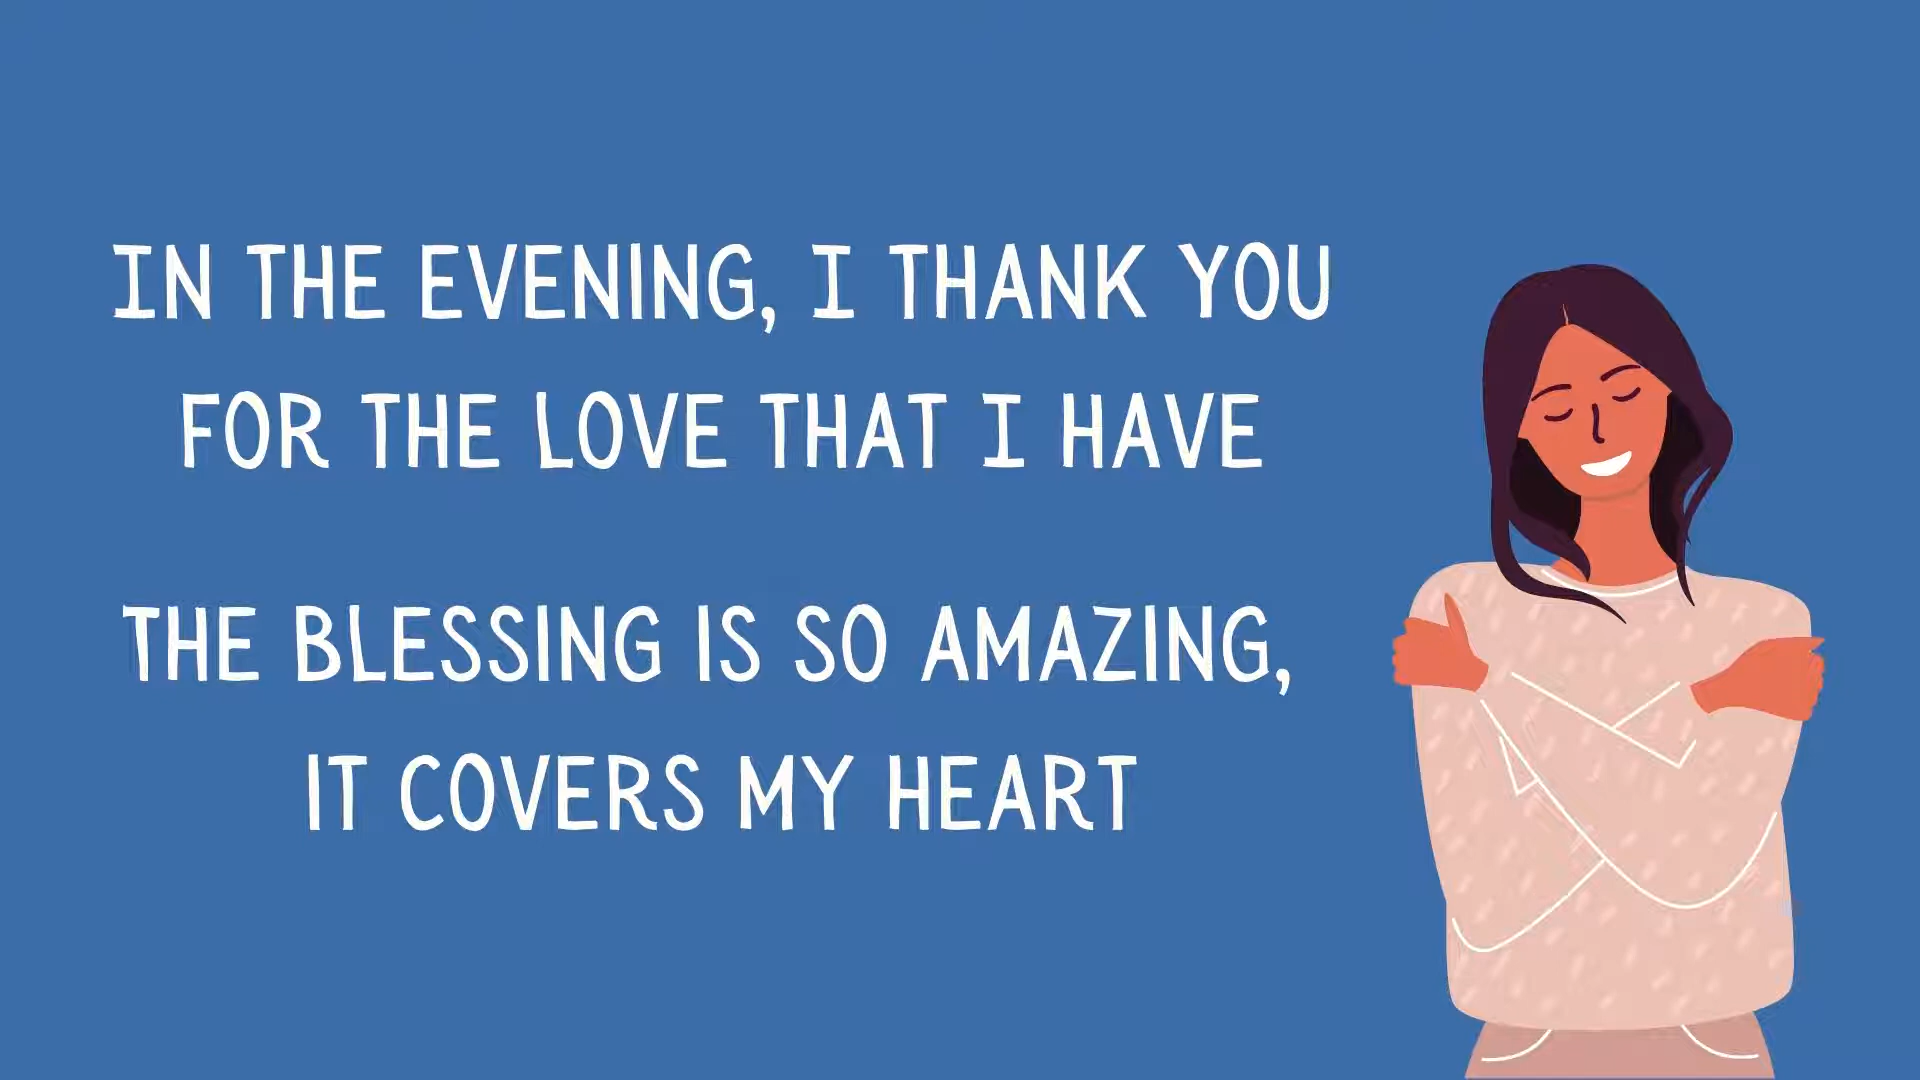 IN THE EVENING, I THANK YOU
FOR THE LOVE THAT I HAVE
THE BLESSING IS SO AMAZING,
IT COVERS MY HEART